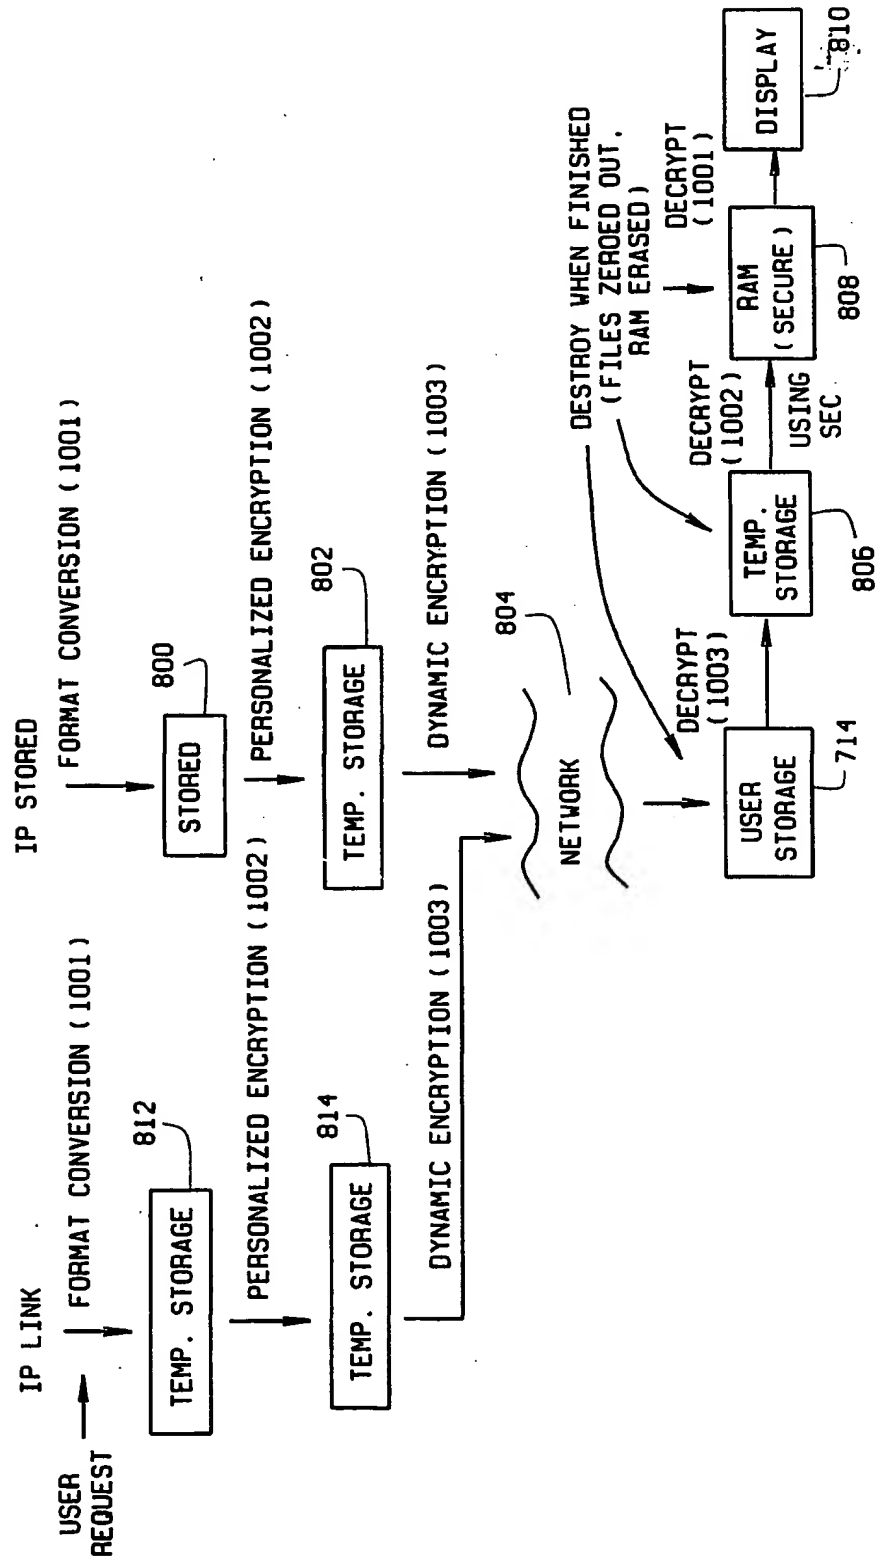 IP LINK
USER
REQUEST
FORMAT CONVERSION (1001)
812
TEMP. STORAGE
PERSONALIZED ENCRYPTION (1002)
814
TEMP. STORAGE
DYNAMIC ENCRYPTION (1003)
IP STORED
FORMAT CONVERSION (1001)
800
STORED
PERSONALIZED ENCRYPTION (1002)
802
TEMP. STORAGE
DYNAMIC ENCRYPTION (1003)
804
NETWORK
DESTROY WHEN FINISHED
(FILES ZEROED OUT,
RAM ERASED)
USER
STORAGE
714
DECRYPT
(1003)
TEMP.
STORAGE
806
DECRYPT
(1002)
USING
SEC
RAM
(SECURE)
808
DECRYPT
(1001)
DISPLAY
810